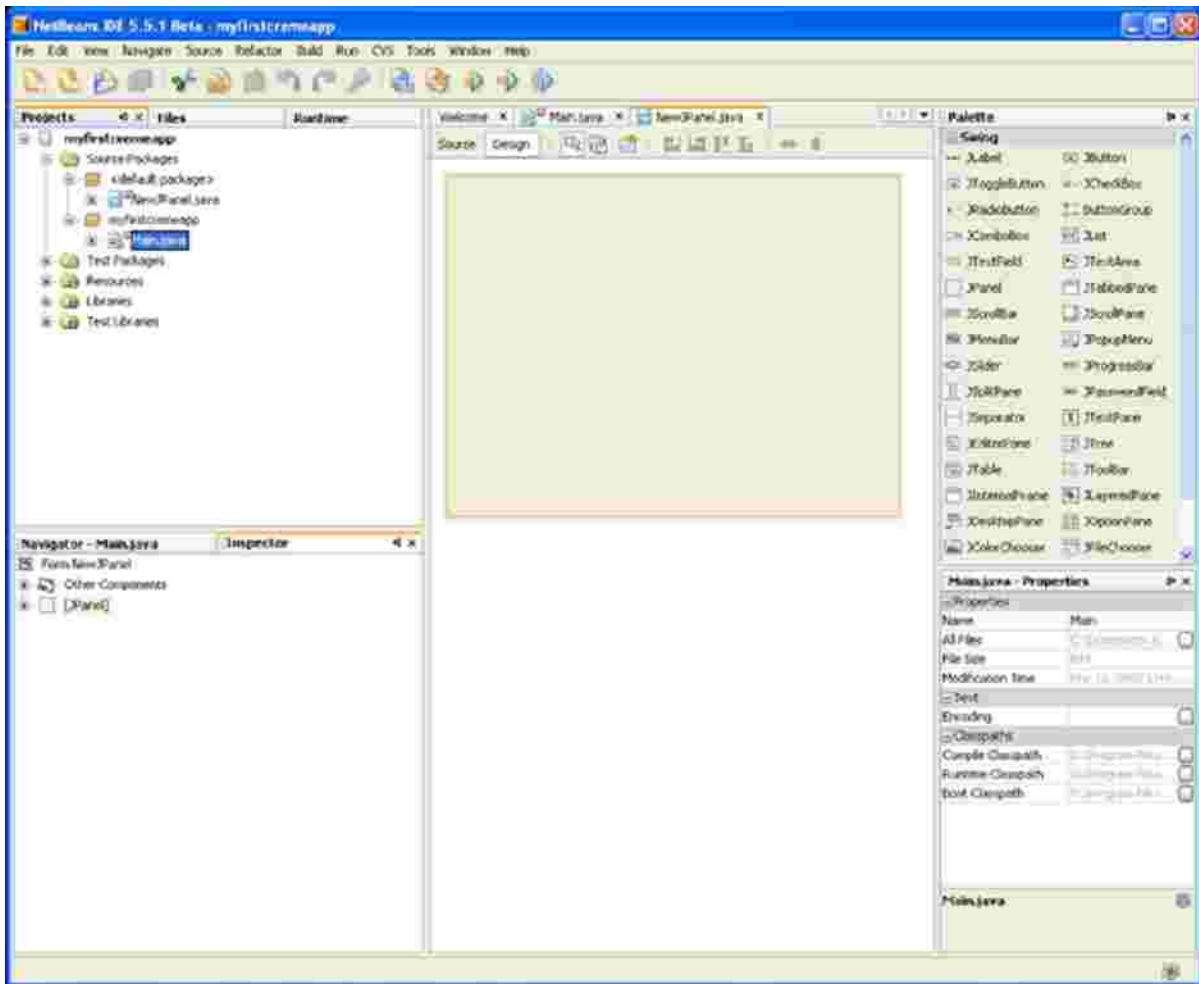 NetBeans IDE 5.5.1 Beta - myfirstcremeapp
File Edit View Navigate Source Refactor Build Run CVS Tools Window Help
Projects Files Runtime
myfirstcremeapp
Source Packages
<default package>
NewJPanel.java
myfirstcremeapp
Main.java
Test Packages
Resources
Libraries
Test Libraries
Navigator - Main.java Inspector
Form NewJPanel
Other Components
[JPanel]
Welcome Main.java NewJPanel.java
Source Design
Palette
Swing
JLabel JButton
JToggleButton JCheckBox
JRadioButton ButtonGroup
JComboBox JList
JTextField JTextArea
JPanel JTabbedPane
JScrollBar JScrollPane
JMenuBar JPopupMenu
JSlider JProgressBar
JSplitPane JPasswordField
JSeparator JTextPane
JEditorPane JTree
JTable JToolBar
JInternalFrame JLayeredPane
JDesktopPane JOptionPane
JColorChooser JFileChooser
Main.java - Properties
Properties
Name Main
All Files
File Size
Modification Time
Text
Encoding
Classpaths
Compile Classpath
Runtime Classpath
Boot Classpath
Main.java